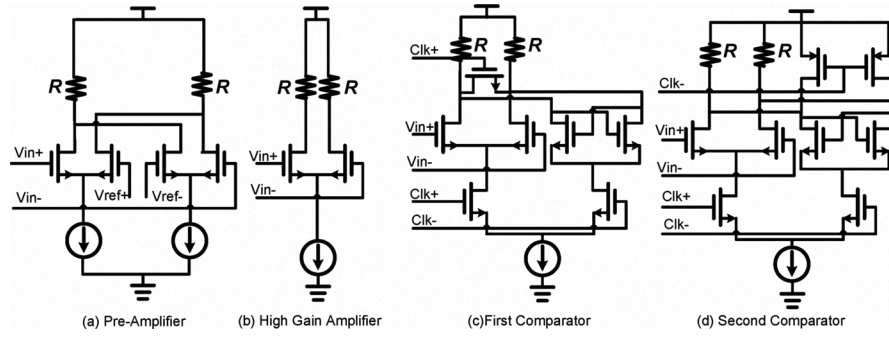 R
R
Vin+
Vref+
Vref-
Vin-
(a) Pre-Amplifier
R
R
Vin+
Vin-
(b) High Gain Amplifier
Clk+
R
R
Vin+
Vin-
Clk+
Clk-
(c)First Comparator
R
R
Clk-
Vin+
Vin-
Clk+
Clk-
(d) Second Comparator